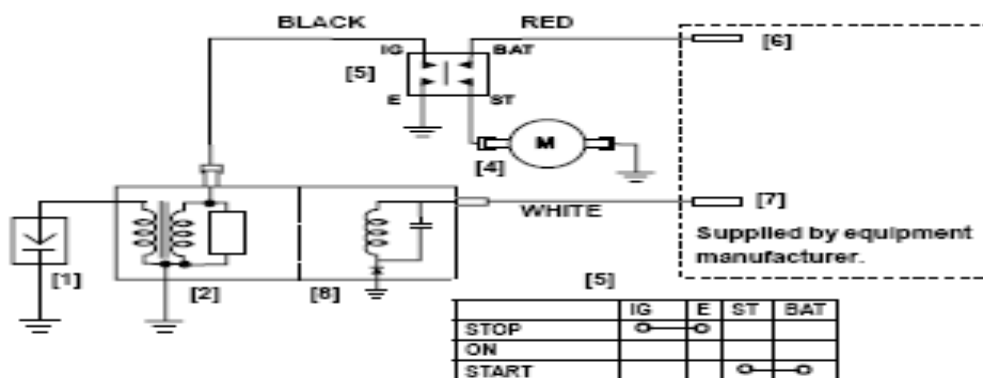 BLACK
RED
IG
BAT
[6]
[5]
E
ST
M
[4]
[7]
WHITE
Supplied by equipment
manufacturer.
[1]
[2]
[8]
[5]
IG E ST BAT
STOP
ON
START